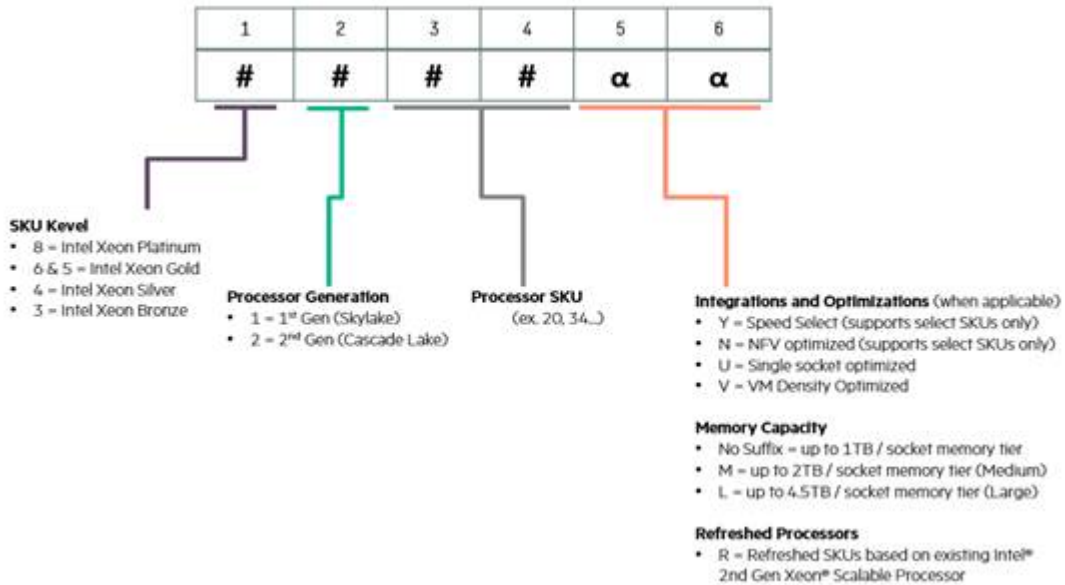 1 2 3 4 5 6
# # # # α α
SKU Kevel
• 8 = Intel Xeon Platinum
• 6 & 5 = Intel Xeon Gold
• 4 = Intel Xeon Silver
• 3 = Intel Xeon Bronze
Processor Generation
• 1 = 1st Gen (Skylake)
• 2 = 2nd Gen (Cascade Lake)
Processor SKU
(ex. 20, 34...)
Integrations and Optimizations (when applicable)
• Y = Speed Select (supports select SKUs only)
• N = NFV optimized (supports select SKUs only)
• U = Single socket optimized
• V = VM Density Optimized
Memory Capacity
• No Suffix = up to 1TB / socket memory tier
• M = up to 2TB / socket memory tier (Medium)
• L = up to 4.5TB / socket memory tier (Large)
Refreshed Processors
• R = Refreshed SKUs based on existing Intel®
2nd Gen Xeon® Scalable Processor